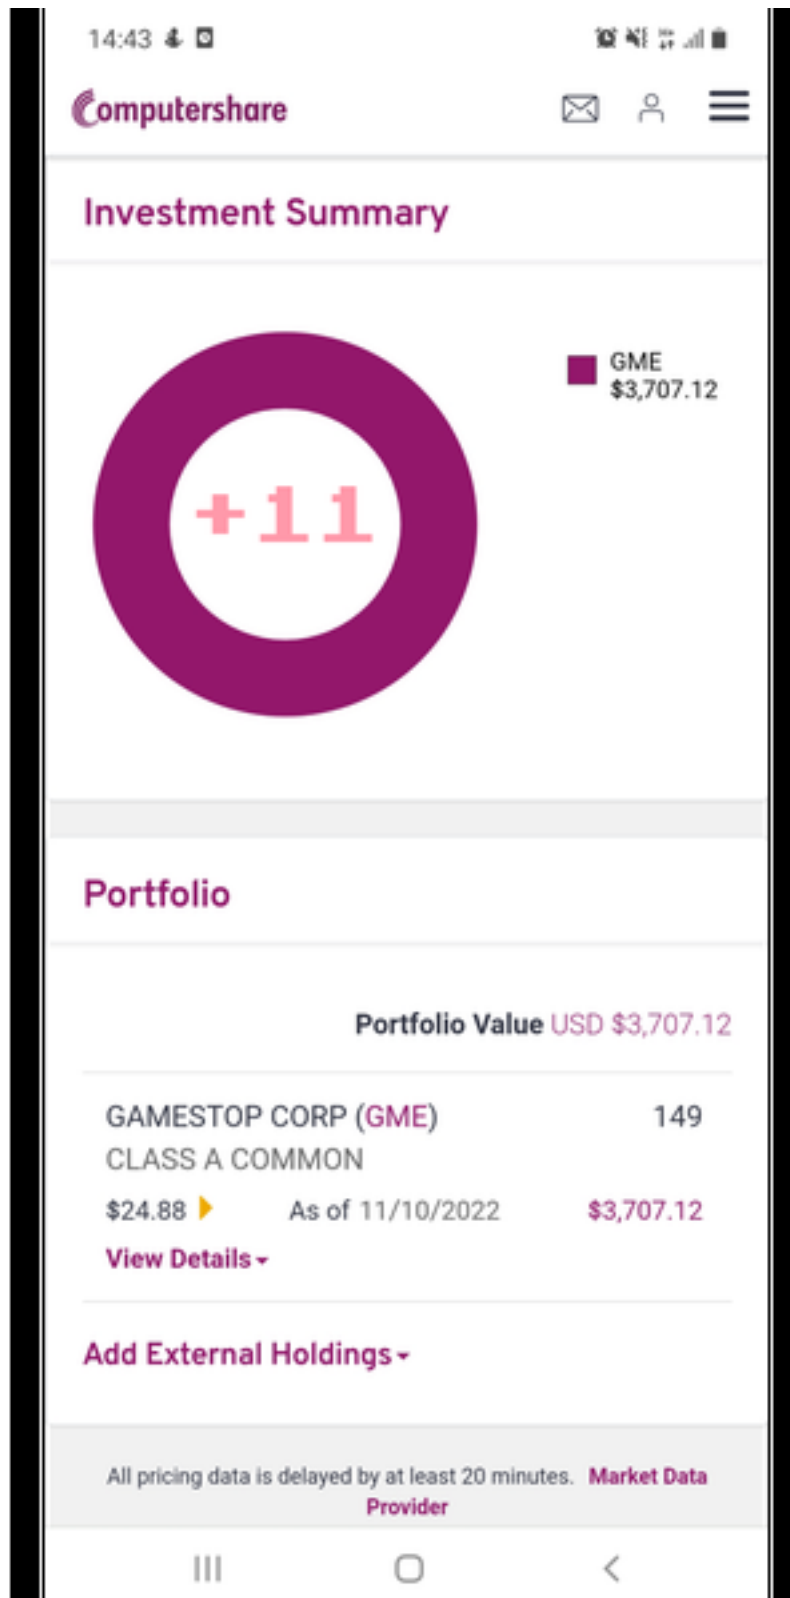 14:43
Computershare
Investment Summary
GME
$3,707.12
+11
Portfolio
Portfolio Value USD $3,707.12
GAMESTOP CORP (GME) 149
CLASS A COMMON
$24.88 As of 11/10/2022 $3,707.12
View Details
Add External Holdings
All pricing data is delayed by at least 20 minutes. Market Data
Provider